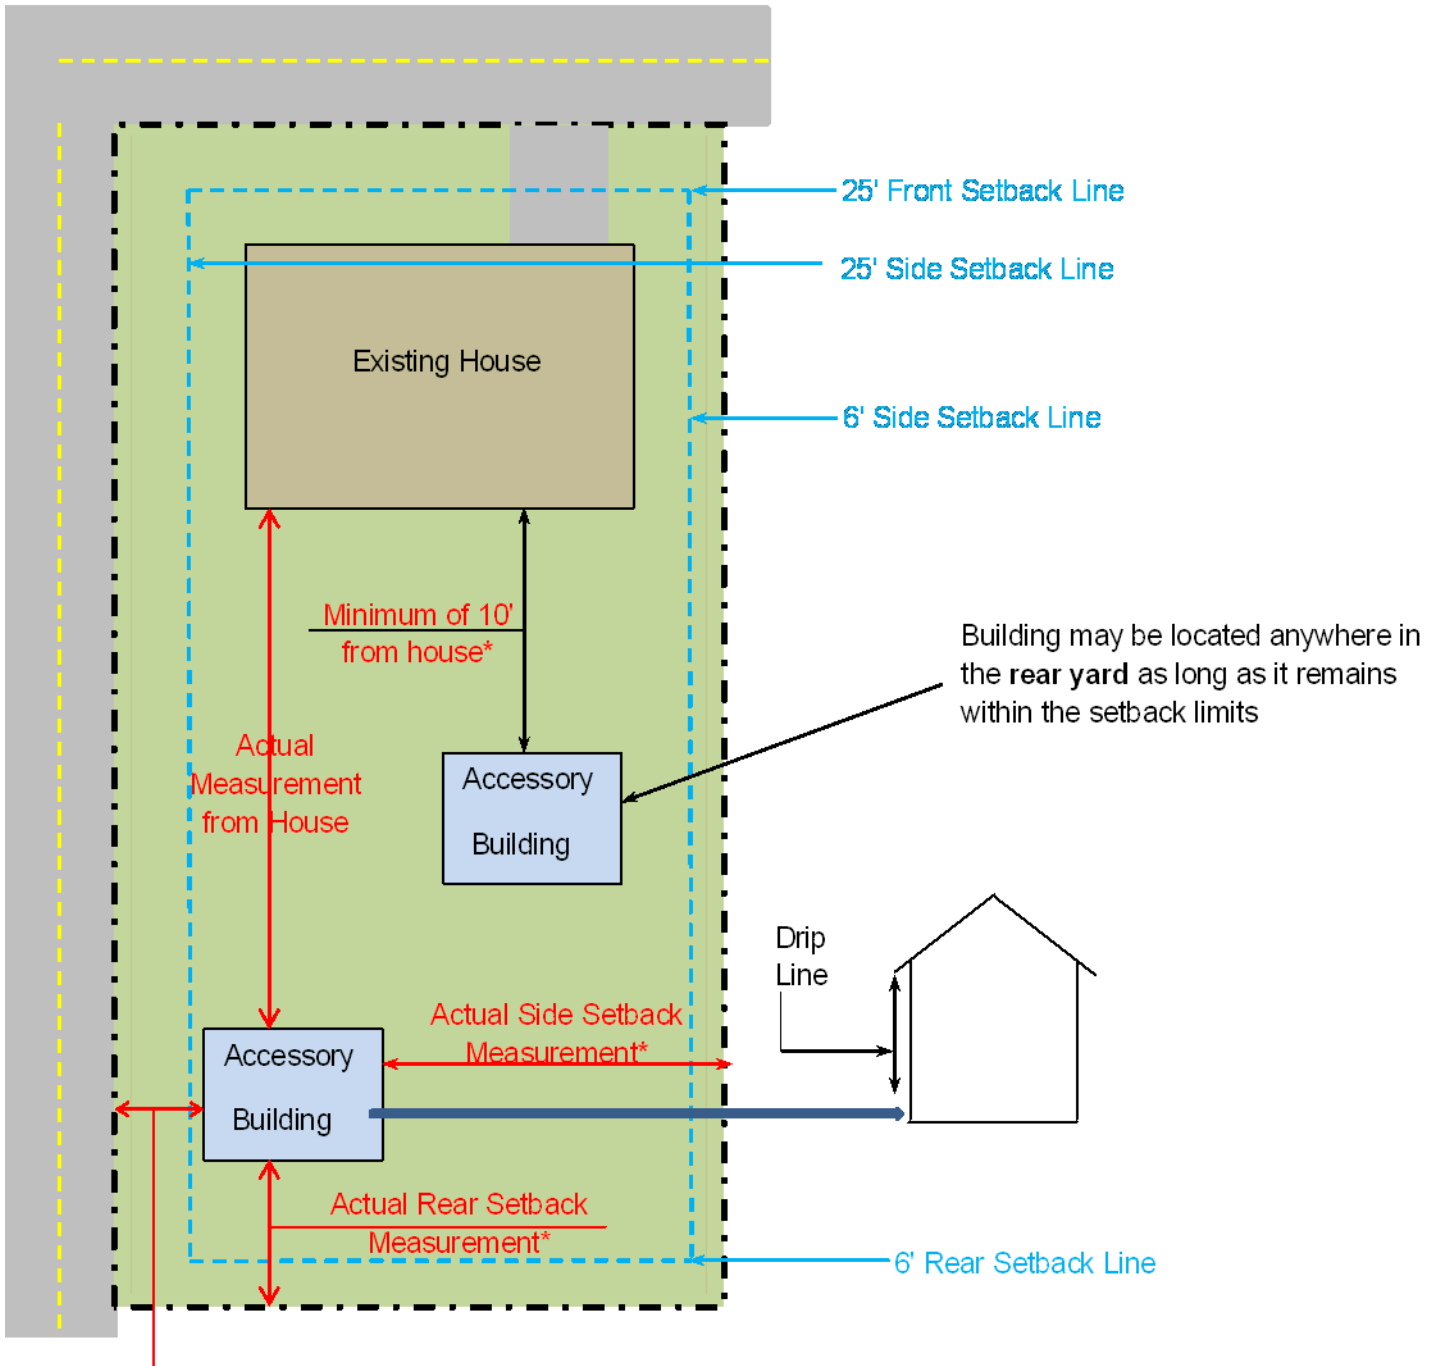 25' Front Setback Line
25' Side Setback Line
Existing House
6' Side Setback Line
Minimum of 10'
from house*
Building may be located anywhere in
the rear yard as long as it remains
within the setback limits
Actual
Measurement
from House
Accessory
Building
Drip
Line
Actual Side Setback
Measurement*
Accessory
Building
Actual Rear Setback
Measurement*
6' Rear Setback Line